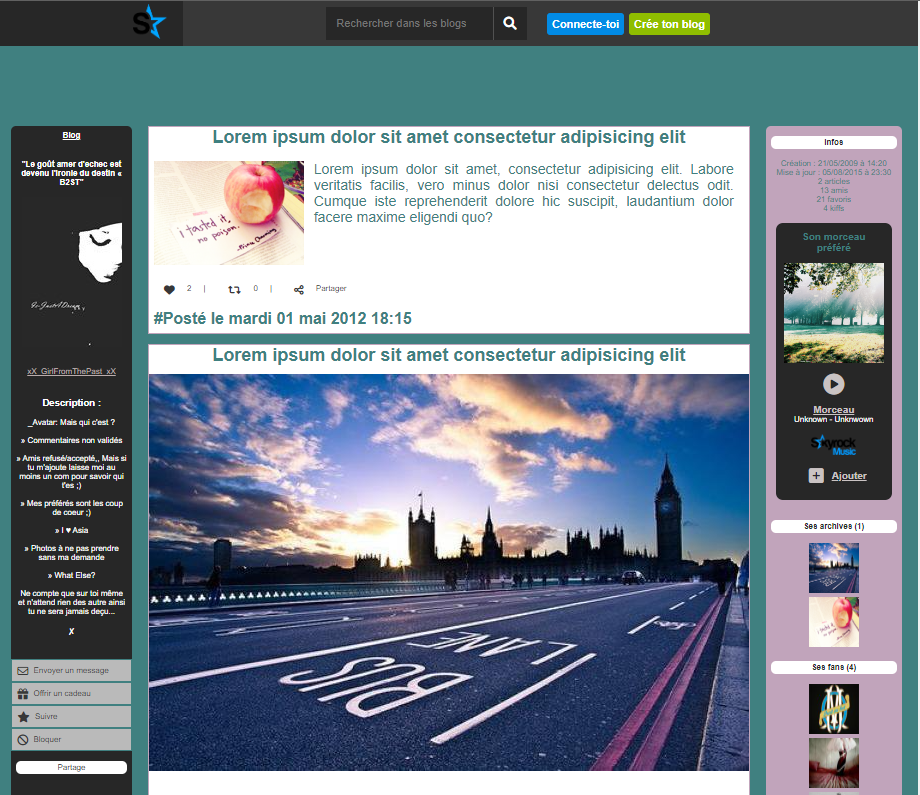 S
Rechercher dans les blogs
Connecte-toi
Crée ton blog
Blog
"Le goût amer d'echec est
devenu l'ironie du destin «
B2ST"
xX_GirlFromThePast_xX
Description :
_Avatar: Mais qui c'est ?
» Commentaires non validés
» Amis refusé/accepté,, Mais si
tu m'ajoute laisse moi au
moins un com pour savoir qui
t'es ;)
» Mes préférés sont les coup
de coeur ;)
» I ♥ Asia
» Photos à ne pas prendre
sans ma demande
» What Else?
Ne compte que sur toi même
et n'attend rien des autre ainsi
tu ne sera jamais deçu...
X
Envoyer un message
Offrir un cadeau
Suivre
Bloquer
Partage
Lorem ipsum dolor sit amet consectetur adipisicing elit
i tasted it,
no poison.
Lorem ipsum dolor sit amet, consectetur adipisicing elit. Labore
veritatis facilis, vero minus dolor nisi consectetur delectus odit.
Cumque iste reprehenderit dolore hic suscipit, laudantium dolor
facere maxime eligendi quo?
2 | 0 | Partager
#Posté le mardi 01 mai 2012 18:15
Lorem ipsum dolor sit amet consectetur adipisicing elit
LANE
BUS
Infos
Création : 21/05/2009 à 14:20
Mise à jour : 05/08/2015 à 23:30
2 articles
13 amis
21 favoris
4 kiffs
Son morceau
préféré
Morceau
Unknown - Unknwown
Skyrock
Music
Ajouter
Ses archives (1)
Ses fans (4)